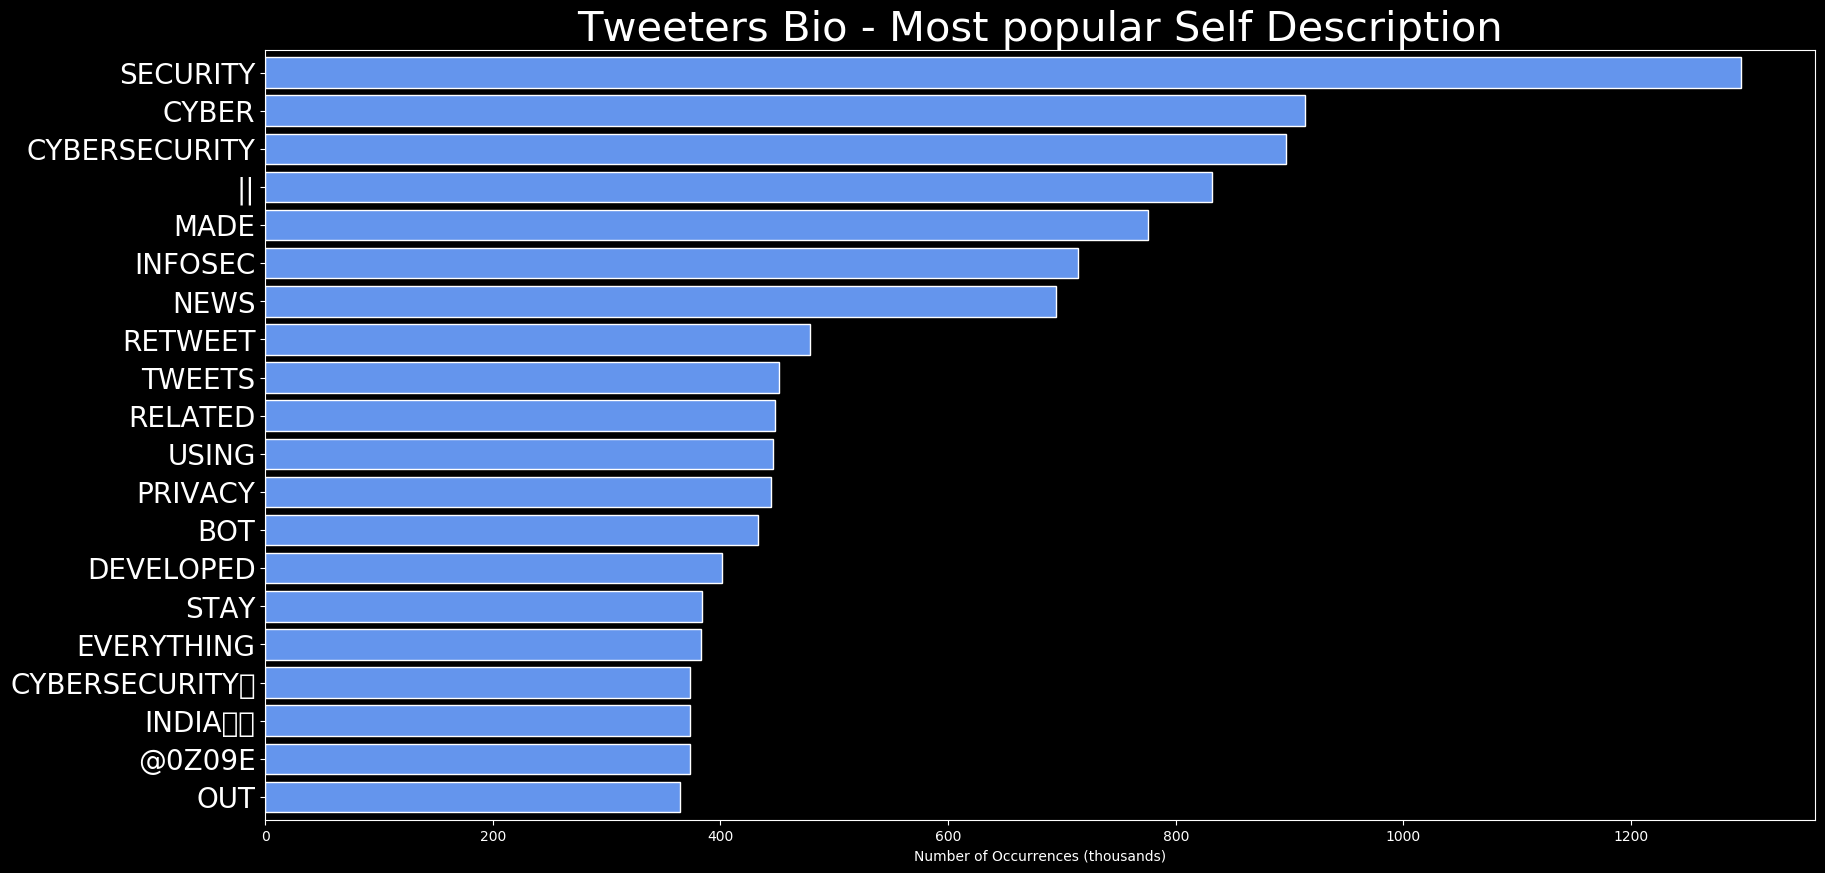 Tweeters Bio - Most popular Self Description
SECURITY
CYBER
CYBERSECURITY
||
MADE
INFOSEC
NEWS
RETWEET
TWEETS
RELATED
USING
PRIVACY
BOT
DEVELOPED
STAY
EVERYTHING
CYBERSECURITY▯
INDIA▯▯
@0Z09E
OUT
0 200 400 600 800 1000 1200
Number of Occurrences (thousands)